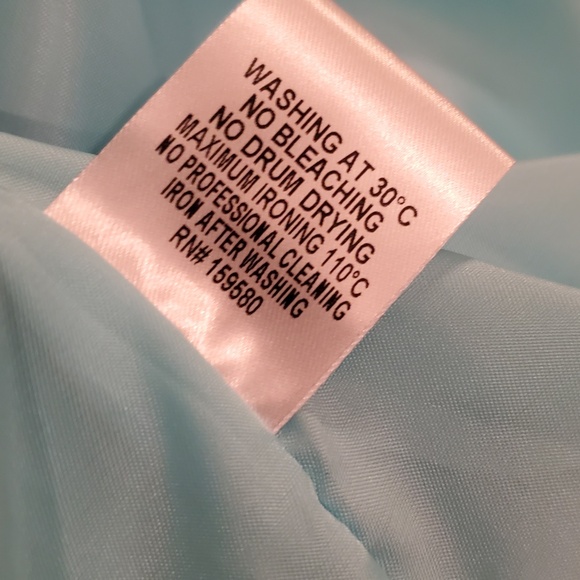 WASHING AT 30°C
NO BLEACHING
NO DRUM DRYING
MAXIMUM IRONING 110°C
NO PROFESSIONAL CLEANING
IRON AFTER WASHING
RN# 159580